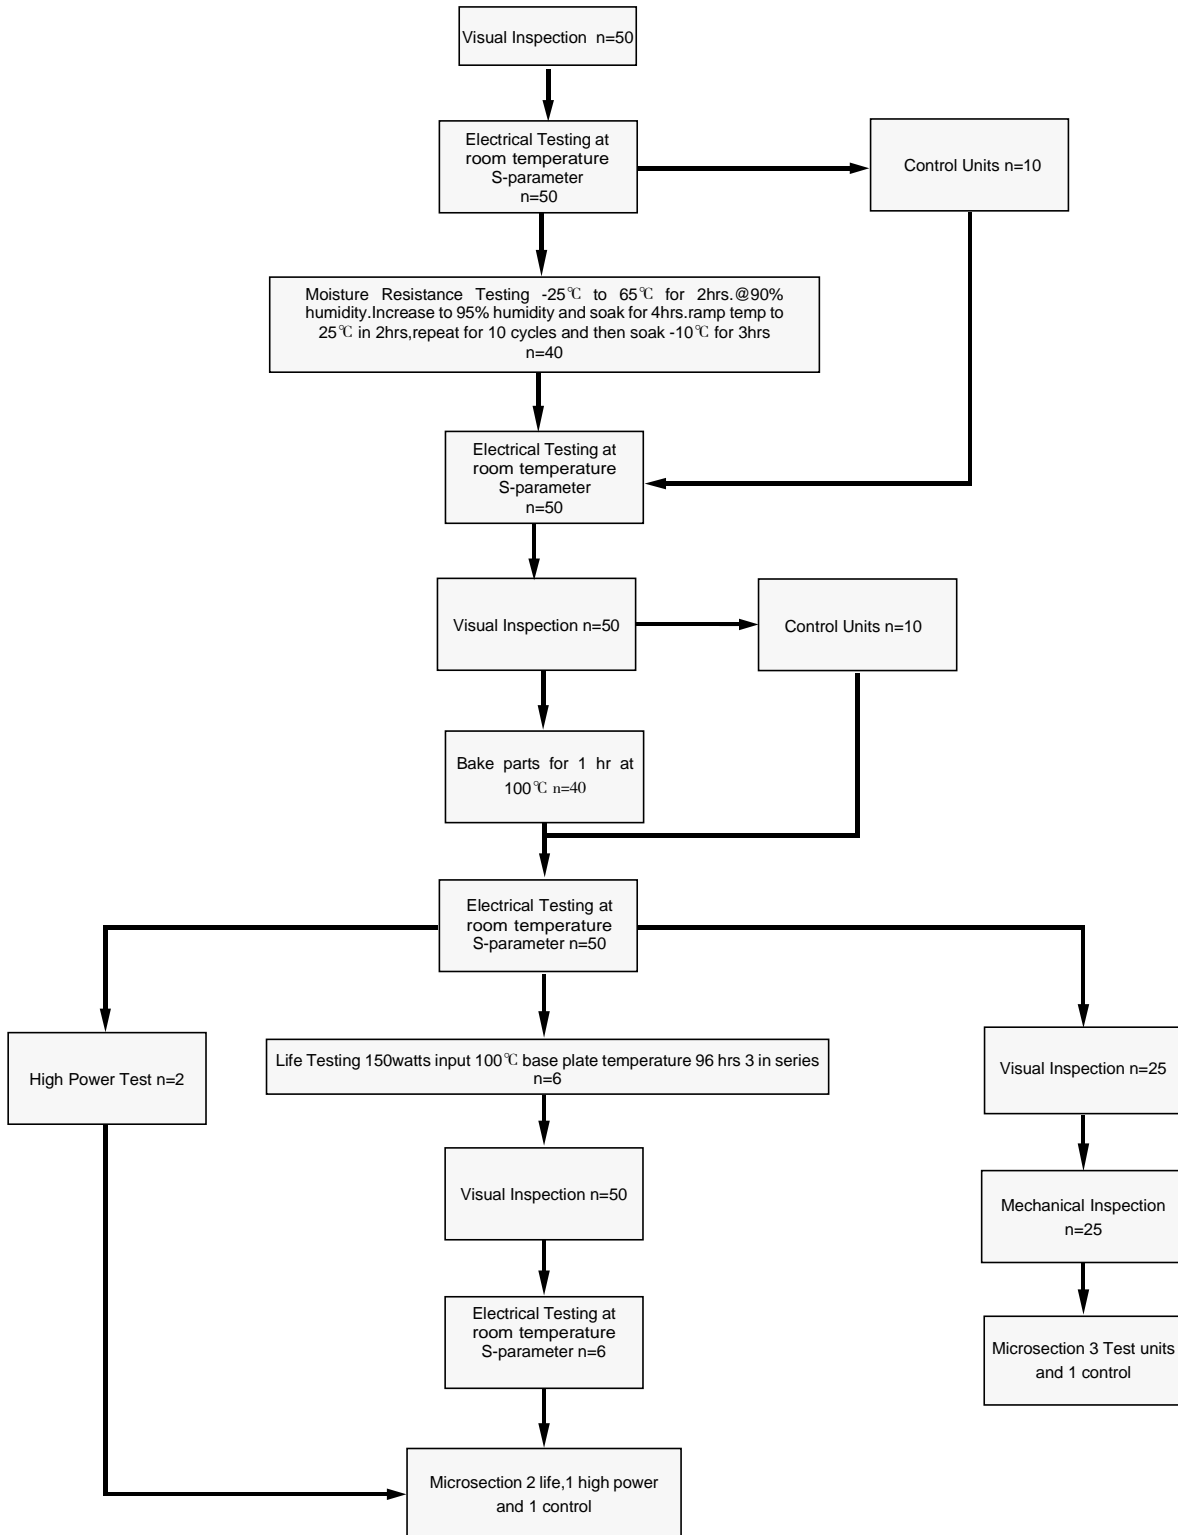 Visual Inspection n=50
Electrical Testing at
room temperature
S-parameter
n=50
Control Units n=10
Moisture Resistance Testing -25℃ to 65℃ for 2hrs.@90%
humidity.Increase to 95% humidity and soak for 4hrs.ramp temp to
25℃ in 2hrs,repeat for 10 cycles and then soak -10℃ for 3hrs
n=40
Electrical Testing at
room temperature
S-parameter
n=50
Visual Inspection n=50
Control Units n=10
Bake parts for 1 hr at
100℃ n=40
Electrical Testing at
room temperature
S-parameter n=50
High Power Test n=2
Life Testing 150watts input 100℃ base plate temperature 96 hrs 3 in series
n=6
Visual Inspection n=25
Visual Inspection n=50
Mechanical Inspection
n=25
Electrical Testing at
room temperature
S-parameter n=6
Microsection 3 Test units
and 1 control
Microsection 2 life,1 high power
and 1 control